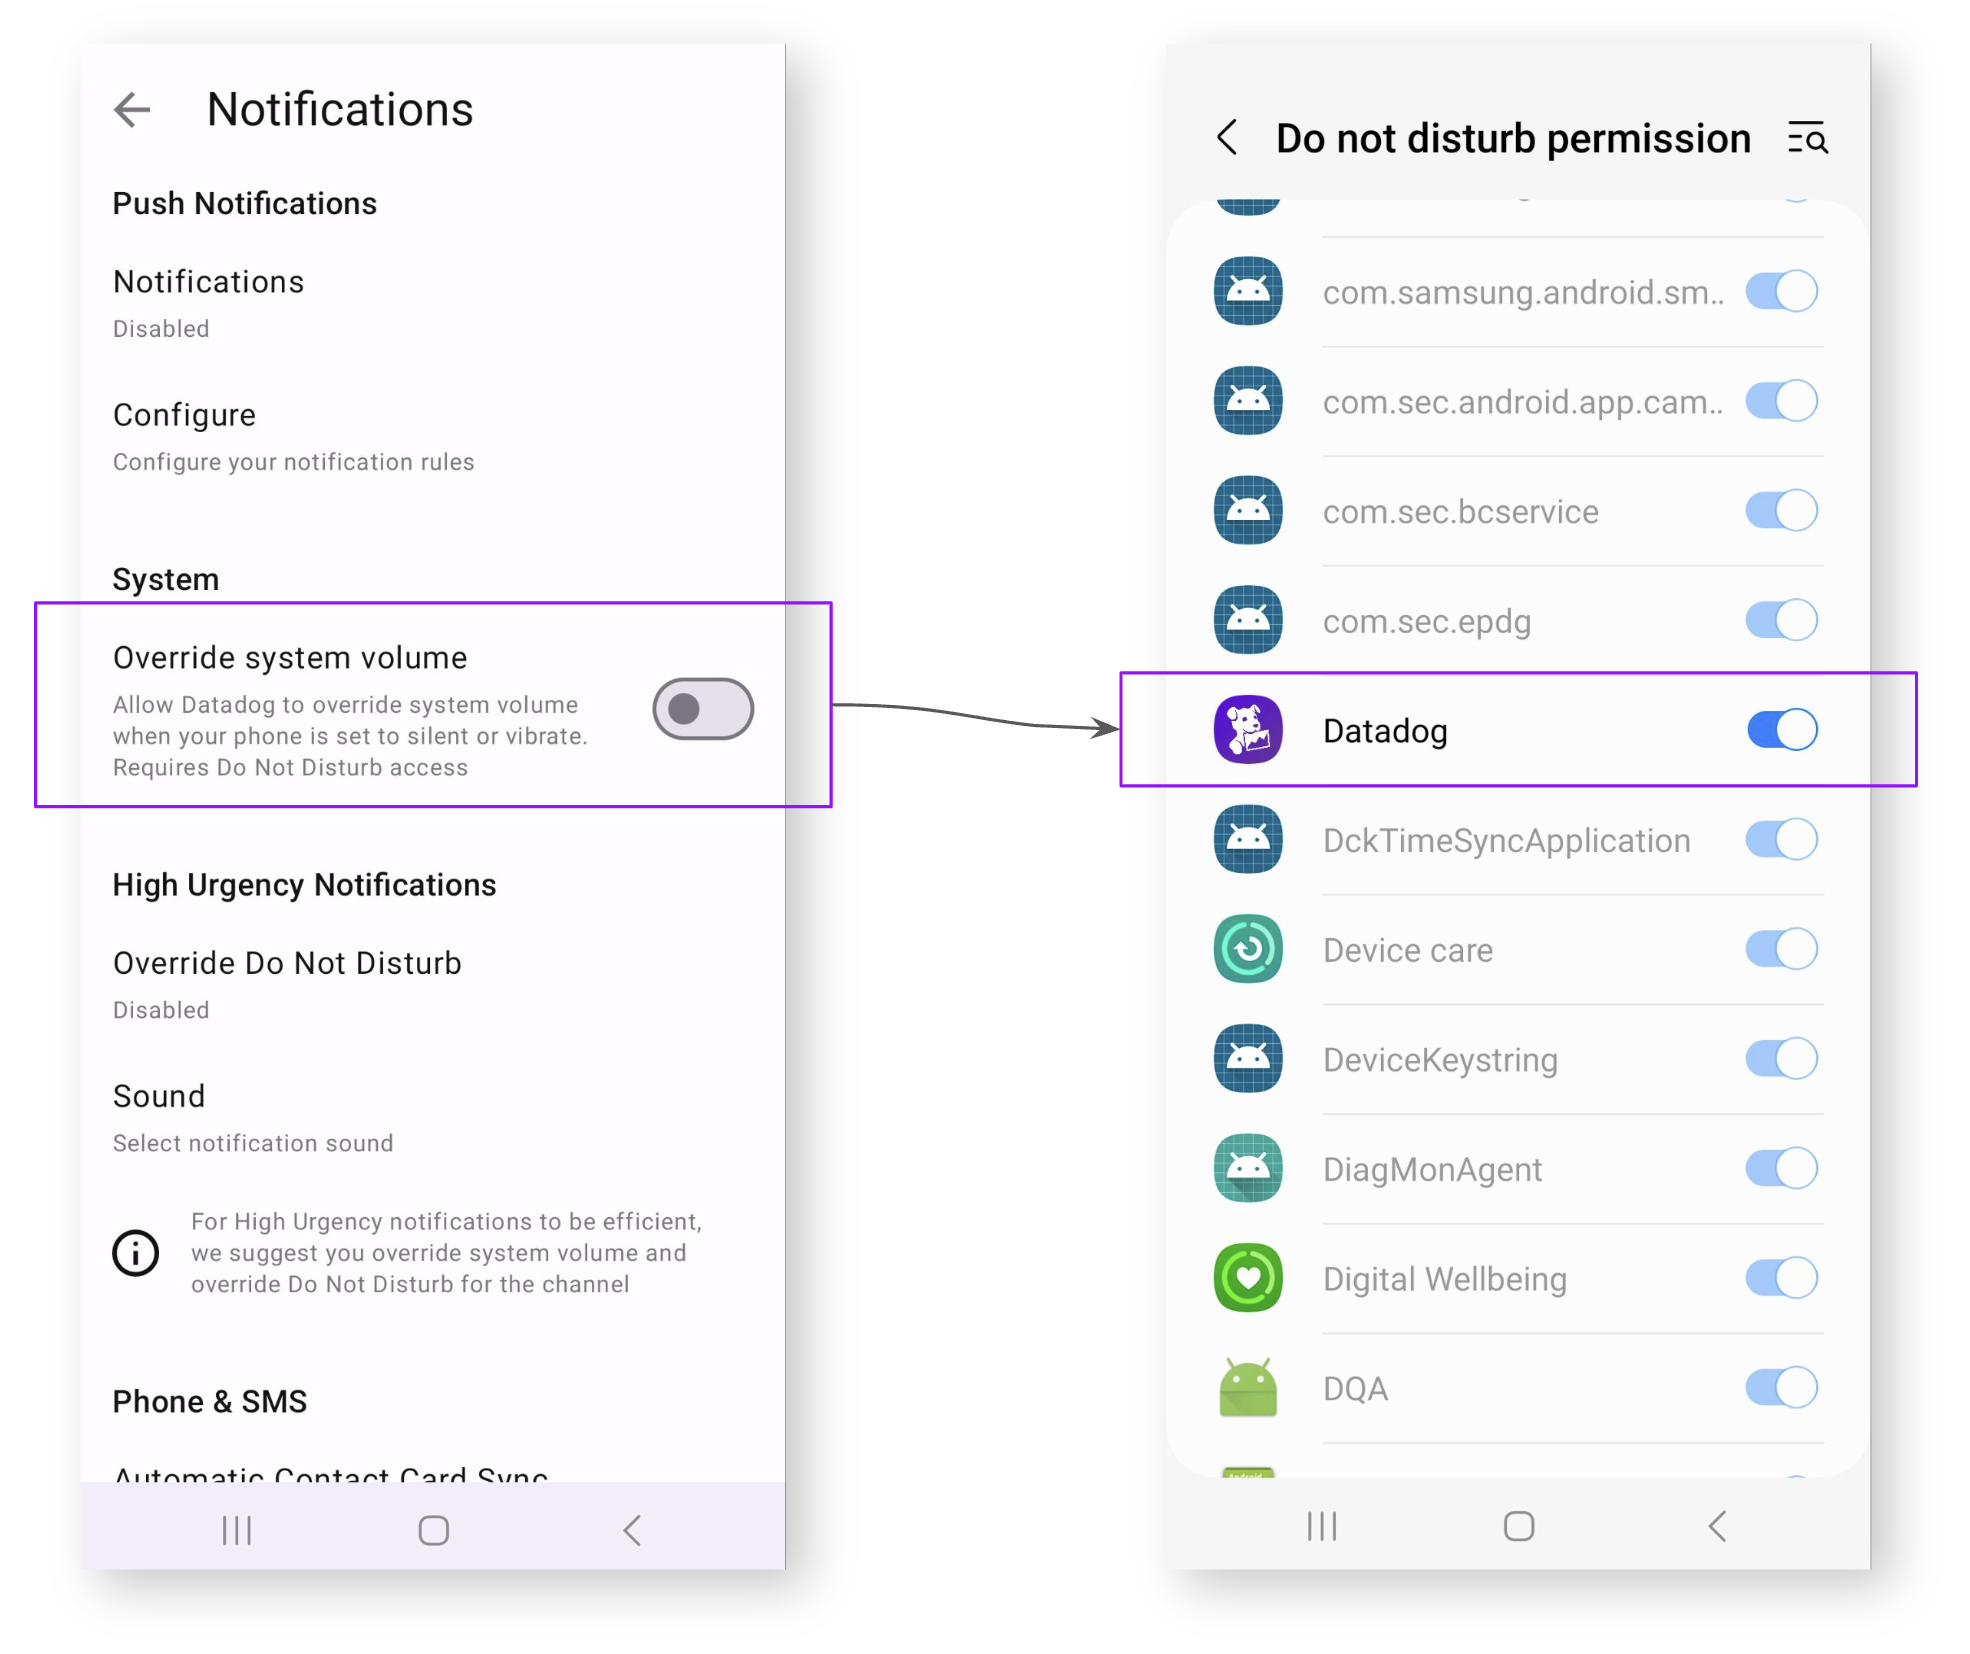 Notifications
Push Notifications
Notifications
Disabled
Configure
Configure your notification rules
System
Override system volume
Allow Datadog to override system volume
when your phone is set to silent or vibrate.
Requires Do Not Disturb access
High Urgency Notifications
Override Do Not Disturb
Disabled
Sound
Select notification sound
For High Urgency notifications to be efficient,
we suggest you override system volume and
override Do Not Disturb for the channel
Phone & SMS
Automatic Contact Card Sync
Do not disturb permission
com.samsung.android.sm..
com.sec.android.app.cam..
com.sec.bcservice
com.sec.epdg
Datadog
DckTimeSyncApplication
Device care
DeviceKeystring
DiagMonAgent
Digital Wellbeing
DQA
Android